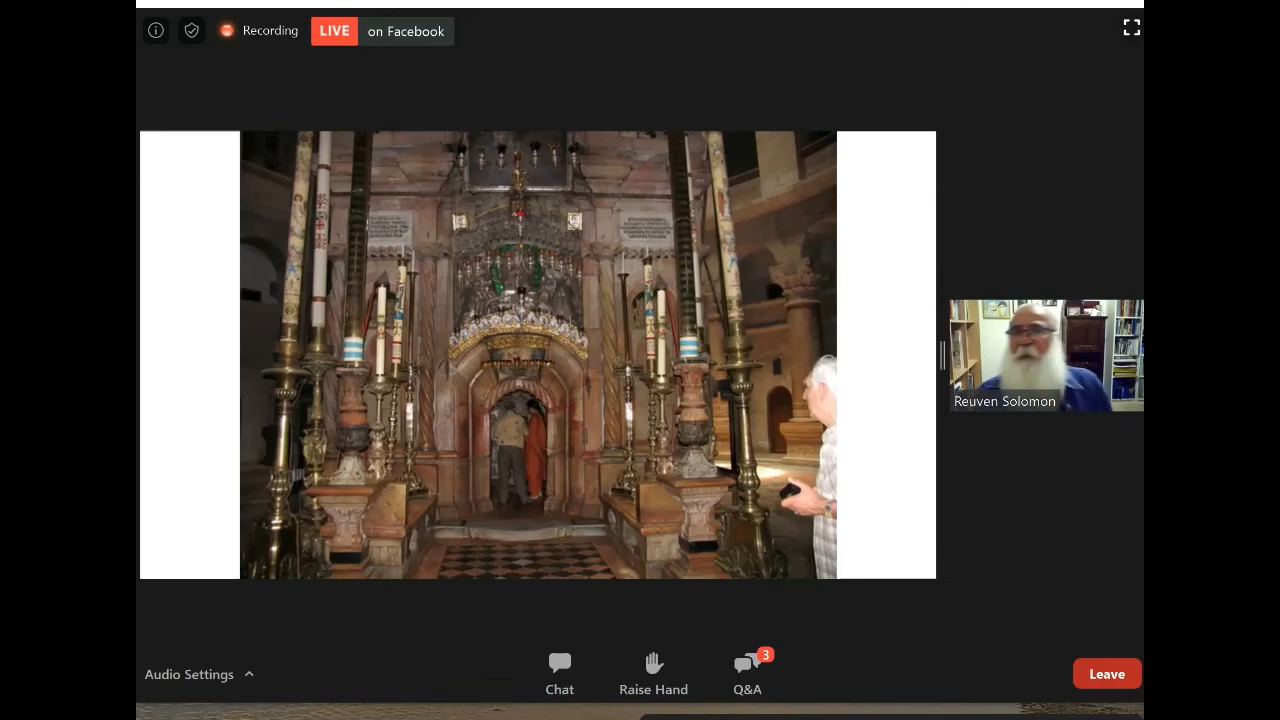 Recording
LIVE on Facebook
Reuven Solomon
Audio Settings
Chat
Raise Hand
3
Q&A
Leave